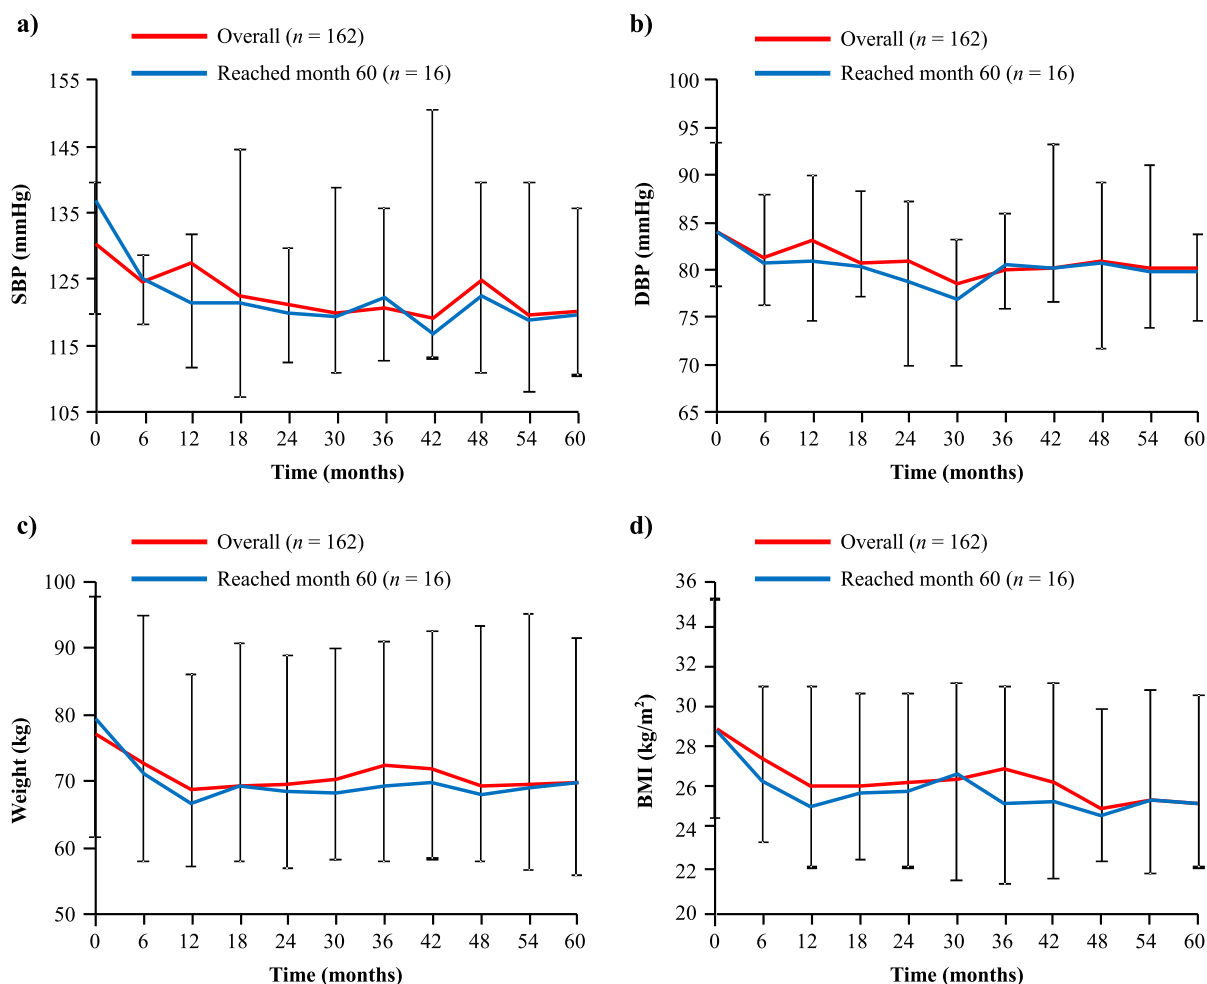 a)
Overall (n = 162)
Reached month 60 (n = 16)
155
145
135
125
115
105
SBP (mmHg)
0 6 12 18 24 30 36 42 48 54 60
Time (months)
b)
Overall (n = 162)
Reached month 60 (n = 16)
100
95
90
85
80
75
70
65
DBP (mmHg)
0 6 12 18 24 30 36 42 48 54 60
Time (months)
c)
Overall (n = 162)
Reached month 60 (n = 16)
100
90
80
70
60
50
Weight (kg)
0 6 12 18 24 30 36 42 48 54 60
Time (months)
d)
Overall (n = 162)
Reached month 60 (n = 16)
36
34
32
30
28
26
24
22
20
BMI (kg/m²)
0 6 12 18 24 30 36 42 48 54 60
Time (months)